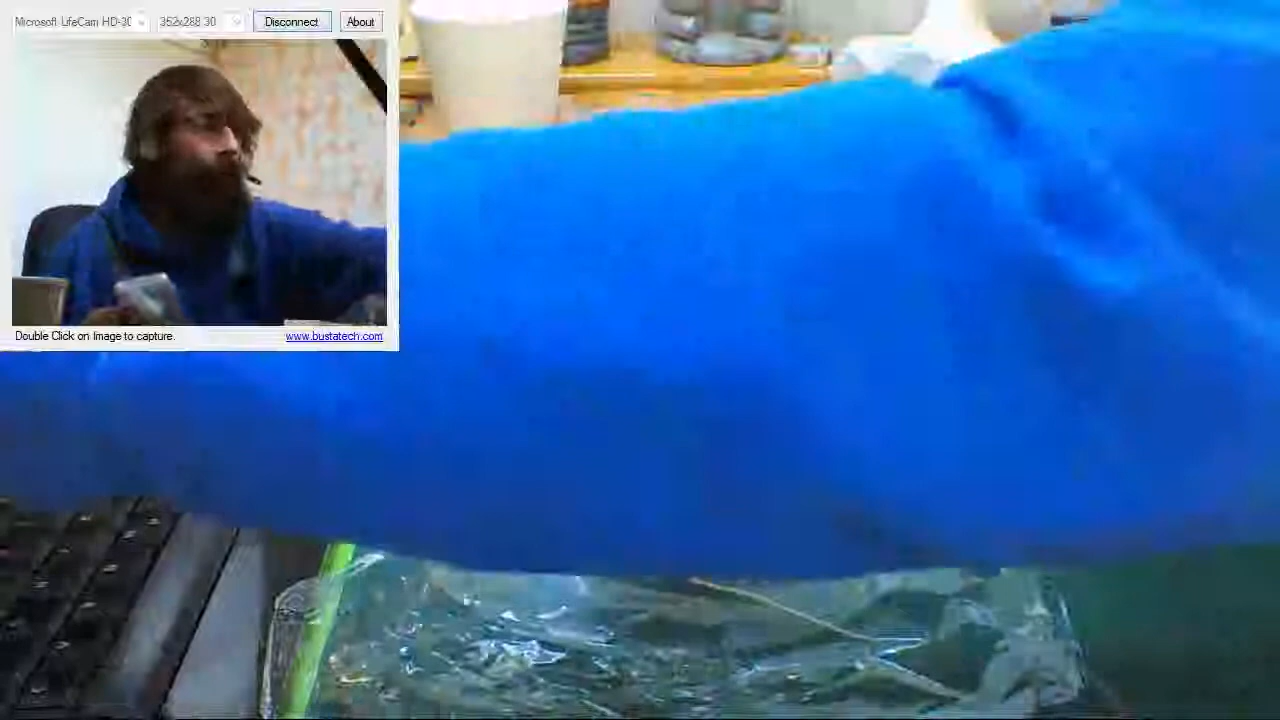 Microsoft LifeCam HD-30
352x288 30
Disconnect
About
Double Click on Image to capture.
www.bustatech.com